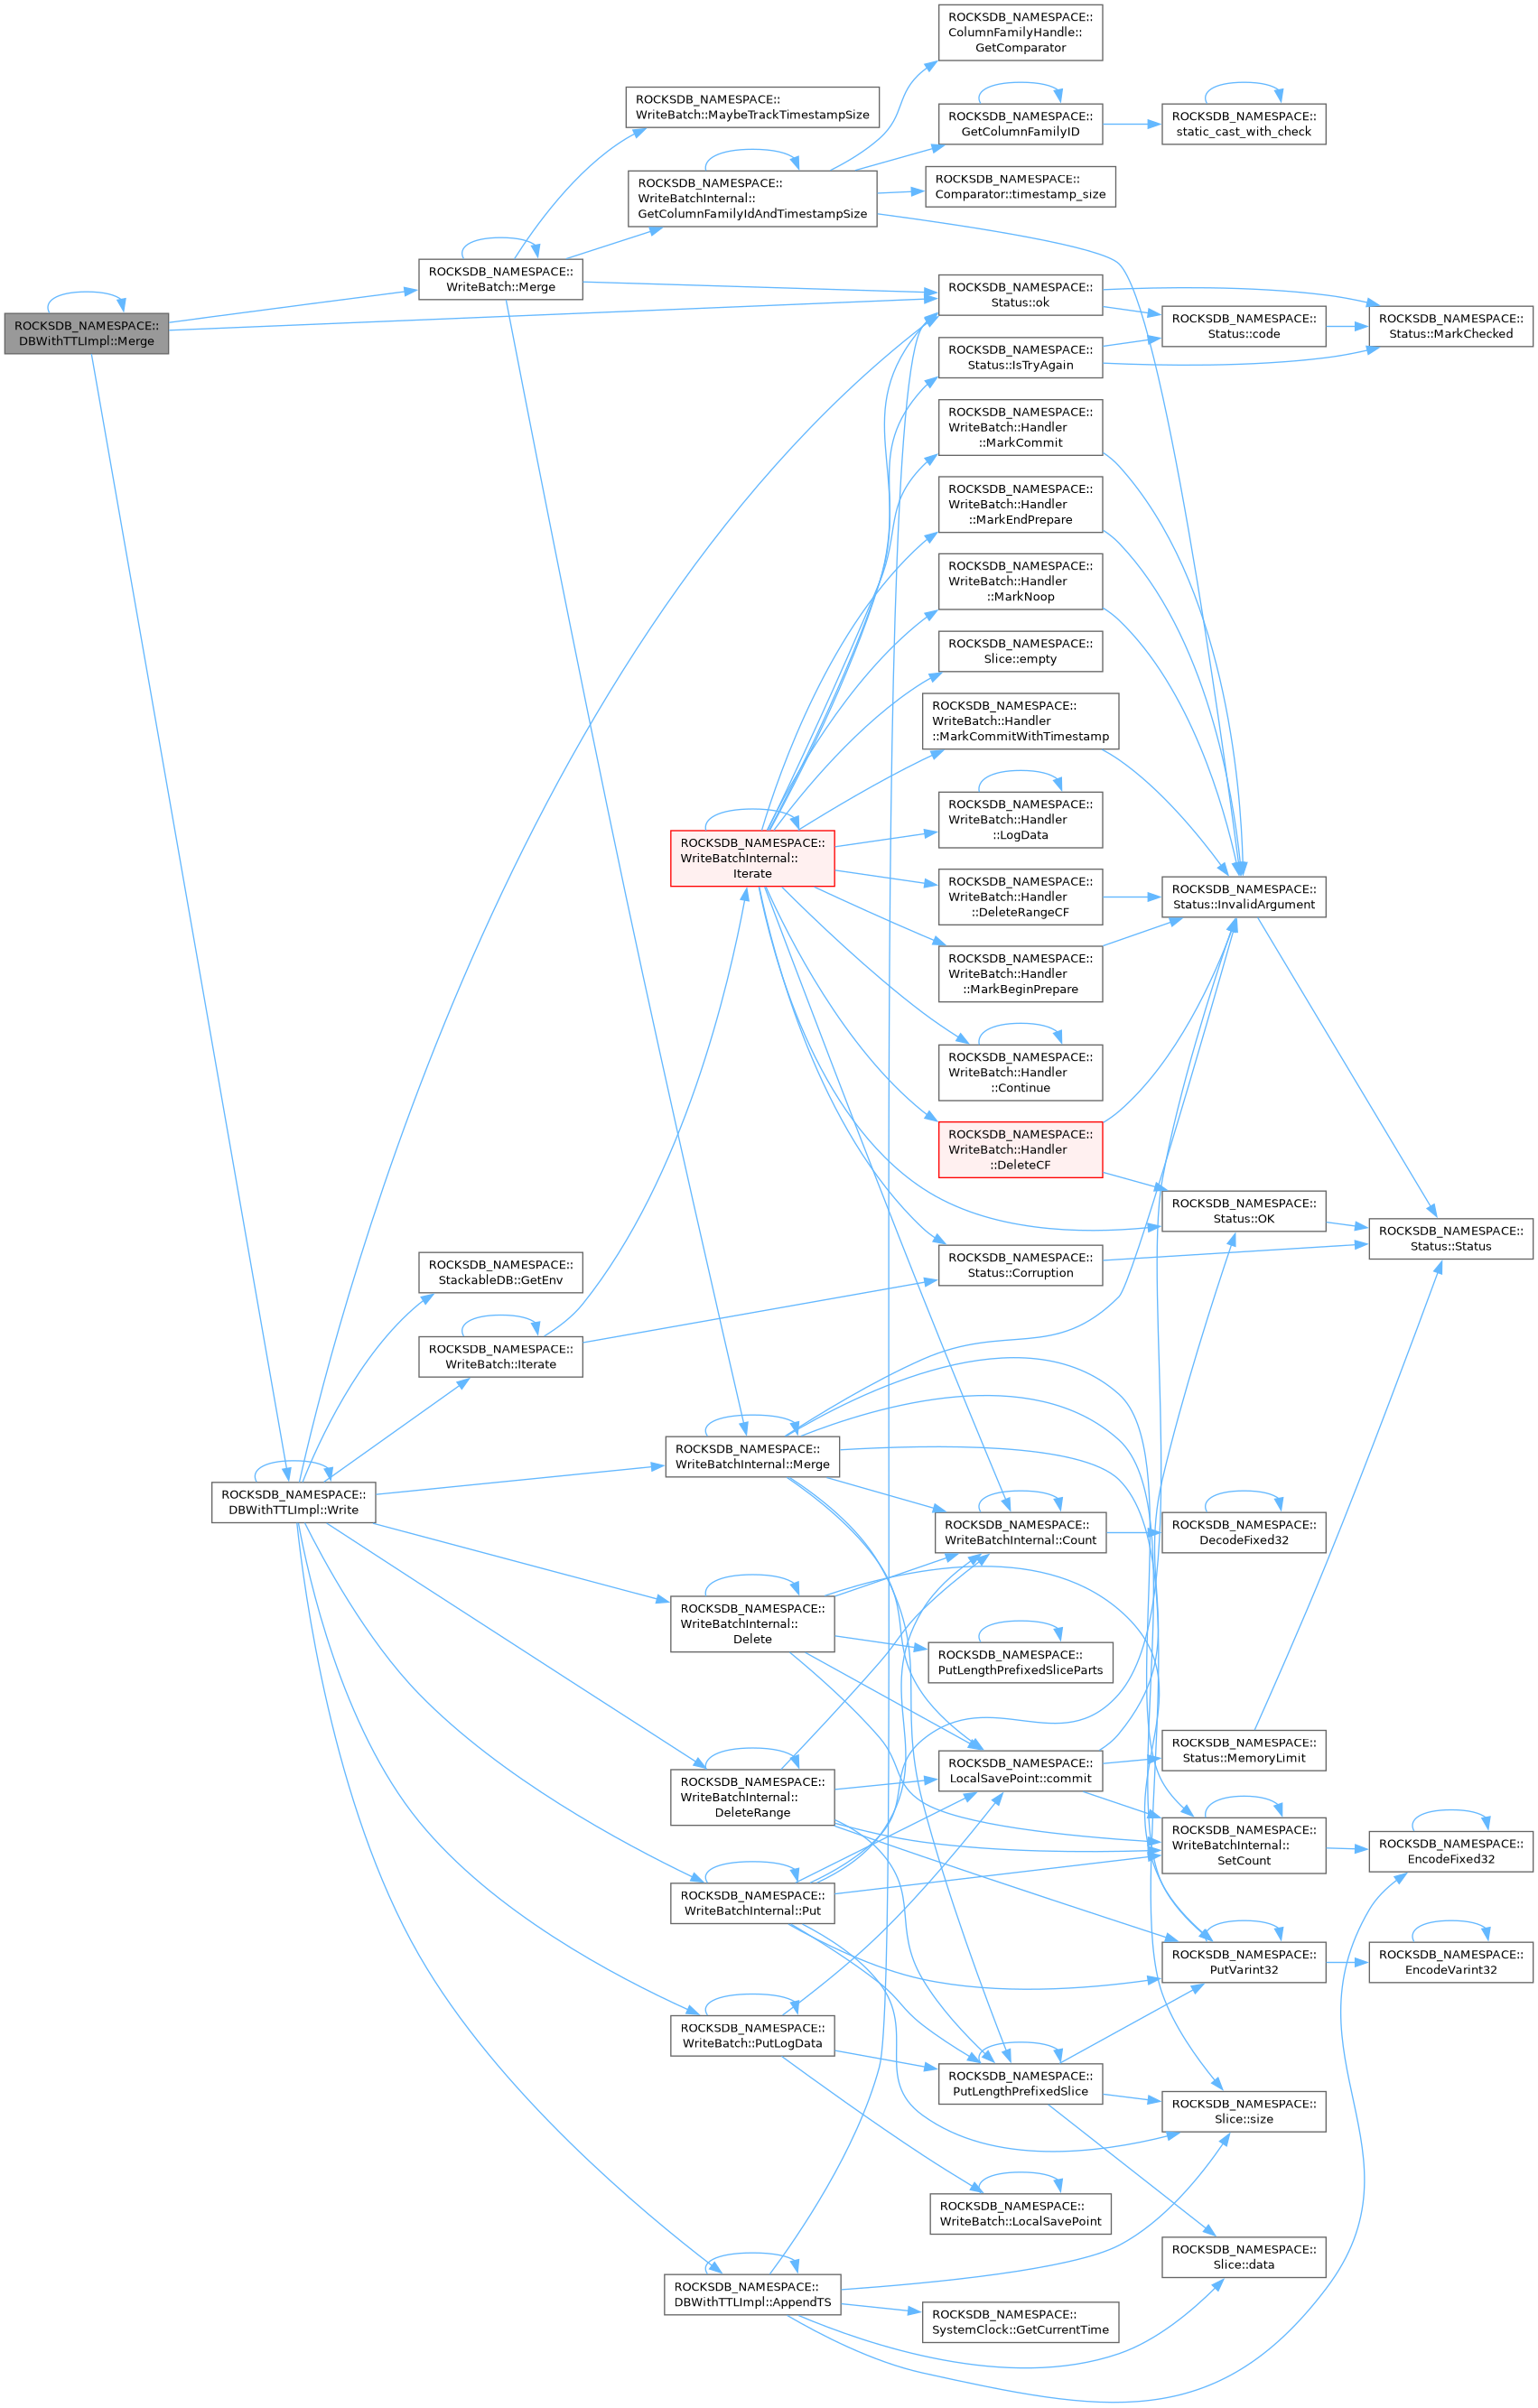 ROCKSDB_NAMESPACE::
DBWithTTLImpl::Merge
ROCKSDB_NAMESPACE::
WriteBatch::Merge
ROCKSDB_NAMESPACE::
DBWithTTLImpl::Write
ROCKSDB_NAMESPACE::
WriteBatch::MaybeTrackTimestampSize
ROCKSDB_NAMESPACE::
WriteBatchInternal::
GetColumnFamilyIdAndTimestampSize
ROCKSDB_NAMESPACE::
ColumnFamilyHandle::
GetComparator
ROCKSDB_NAMESPACE::
GetColumnFamilyID
ROCKSDB_NAMESPACE::
static_cast_with_check
ROCKSDB_NAMESPACE::
Comparator::timestamp_size
ROCKSDB_NAMESPACE::
Status::ok
ROCKSDB_NAMESPACE::
Status::code
ROCKSDB_NAMESPACE::
Status::MarkChecked
ROCKSDB_NAMESPACE::
Status::IsTryAgain
ROCKSDB_NAMESPACE::
WriteBatch::Handler
::MarkCommit
ROCKSDB_NAMESPACE::
WriteBatch::Handler
::MarkEndPrepare
ROCKSDB_NAMESPACE::
WriteBatch::Handler
::MarkNoop
ROCKSDB_NAMESPACE::
Slice::empty
ROCKSDB_NAMESPACE::
WriteBatch::Handler
::MarkCommitWithTimestamp
ROCKSDB_NAMESPACE::
WriteBatch::Handler
::LogData
ROCKSDB_NAMESPACE::
WriteBatchInternal::
Iterate
ROCKSDB_NAMESPACE::
WriteBatch::Handler
::DeleteRangeCF
ROCKSDB_NAMESPACE::
Status::InvalidArgument
ROCKSDB_NAMESPACE::
WriteBatch::Handler
::MarkBeginPrepare
ROCKSDB_NAMESPACE::
WriteBatch::Handler
::Continue
ROCKSDB_NAMESPACE::
WriteBatch::Handler
::DeleteCF
ROCKSDB_NAMESPACE::
Status::OK
ROCKSDB_NAMESPACE::
Status::Status
ROCKSDB_NAMESPACE::
Status::Corruption
ROCKSDB_NAMESPACE::
StackableDB::GetEnv
ROCKSDB_NAMESPACE::
WriteBatch::Iterate
ROCKSDB_NAMESPACE::
WriteBatchInternal::Merge
ROCKSDB_NAMESPACE::
WriteBatchInternal::Count
ROCKSDB_NAMESPACE::
DecodeFixed32
ROCKSDB_NAMESPACE::
WriteBatchInternal::
Delete
ROCKSDB_NAMESPACE::
PutLengthPrefixedSliceParts
ROCKSDB_NAMESPACE::
Status::MemoryLimit
ROCKSDB_NAMESPACE::
LocalSavePoint::commit
ROCKSDB_NAMESPACE::
WriteBatchInternal::
DeleteRange
ROCKSDB_NAMESPACE::
WriteBatchInternal::
SetCount
ROCKSDB_NAMESPACE::
EncodeFixed32
ROCKSDB_NAMESPACE::
WriteBatchInternal::Put
ROCKSDB_NAMESPACE::
PutVarint32
ROCKSDB_NAMESPACE::
EncodeVarint32
ROCKSDB_NAMESPACE::
WriteBatch::PutLogData
ROCKSDB_NAMESPACE::
PutLengthPrefixedSlice
ROCKSDB_NAMESPACE::
Slice::size
ROCKSDB_NAMESPACE::
WriteBatch::LocalSavePoint
ROCKSDB_NAMESPACE::
Slice::data
ROCKSDB_NAMESPACE::
DBWithTTLImpl::AppendTS
ROCKSDB_NAMESPACE::
SystemClock::GetCurrentTime